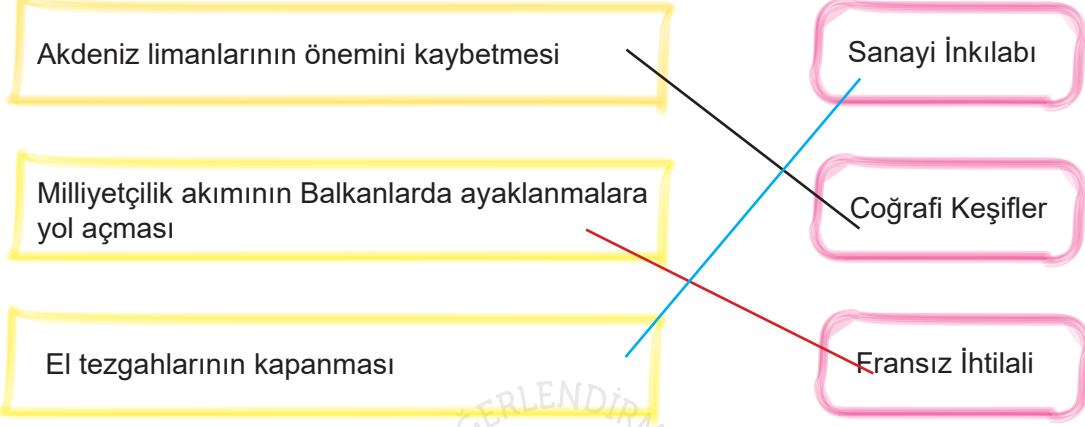 Akdeniz limanlarının önemini kaybetmesi
Sanayi İnkılabı
Milliyetçilik akımının Balkanlarda ayaklanmalara
yol açması
Coğrafi Keşifler
El tezgahlarının kapanması
Fransız İhtilali